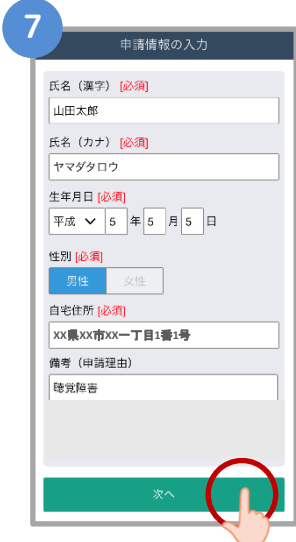 7
申請情報の入力
氏名（漢字）[必須]
山田太郎
氏名（カナ）[必須]
ヤマダタロウ
生年月日 [必須]
平成 5 年 5 月 5 日
性別 [必須]
男性 女性
自宅住所 [必須]
XX県XX市XX一丁目1番1号
備考（申請理由）
聴覚障害
次へ